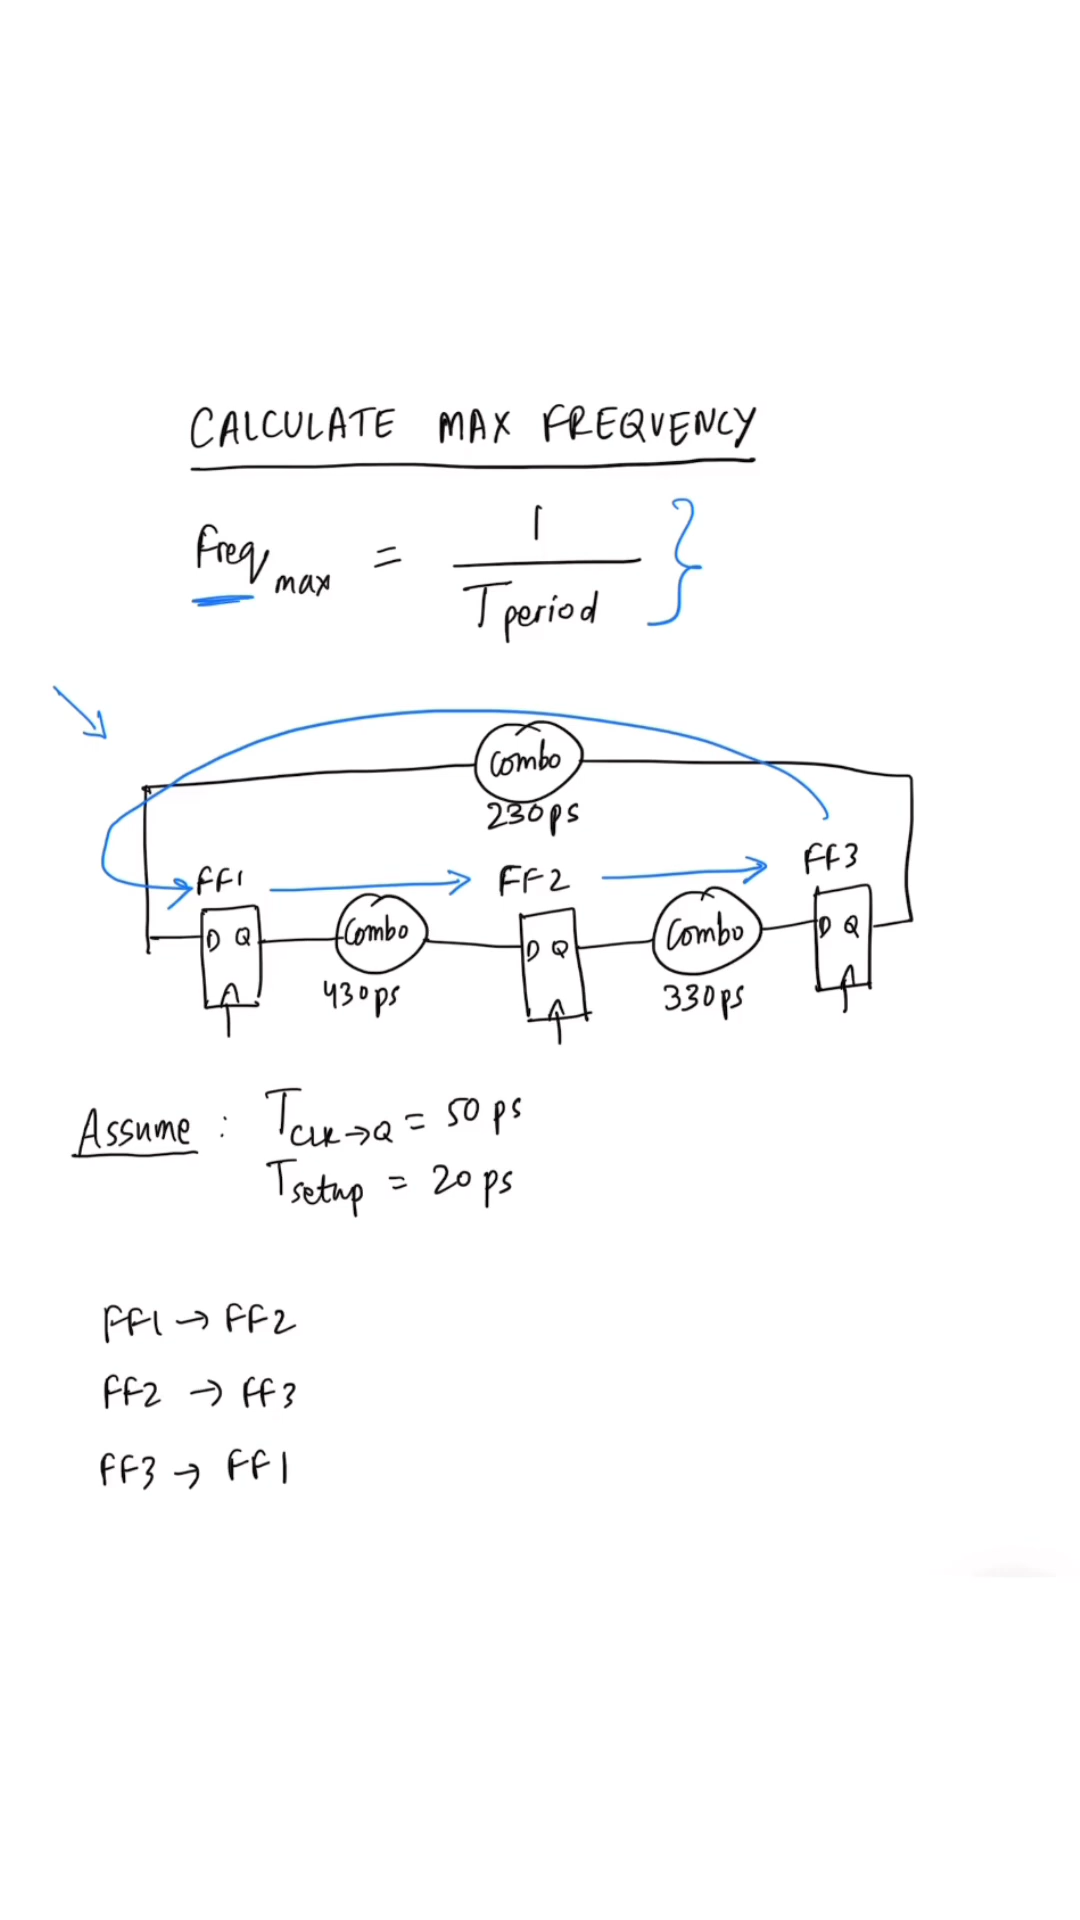 CALCULATE MAX FREQUENCY
Freq max = 1 / T period
Combo
230ps
FF1 FF2 FF3
D Q Combo D Q Combo D Q
430ps 330ps
Assume : T CLK→Q = 50 ps
T setup = 20 ps
FF1 → FF2
FF2 → FF3
FF3 → FF1